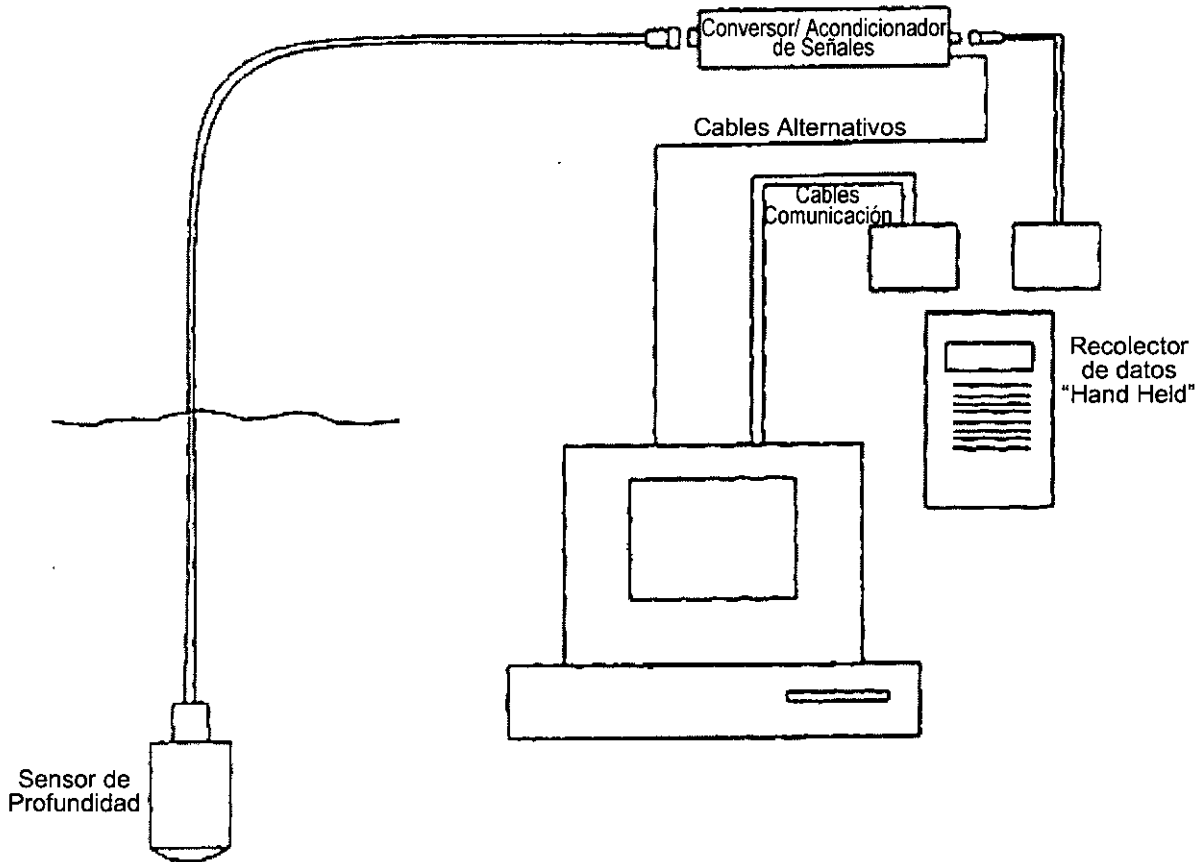 Conversor/ Acondicionador
de Señales
Cables Alternativos
Cables
Comunicación
Recolector
de datos
“Hand Held”
Sensor de
Profundidad